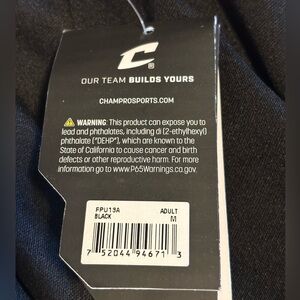 C®
OUR TEAM BUILDS YOURS
CHAMPROSPORTS.COM
⚠ WARNING: This product can expose you to
lead and phthalates, including di (2-ethylhexyl)
phthalate ("DEHP"), which are known to the
State of California to cause cancer and birth
defects or other reproductive harm. For more
information go to www.P65Warnings.ca.gov.
FPU13A ADULT
BLACK M
7 52044 94671 3